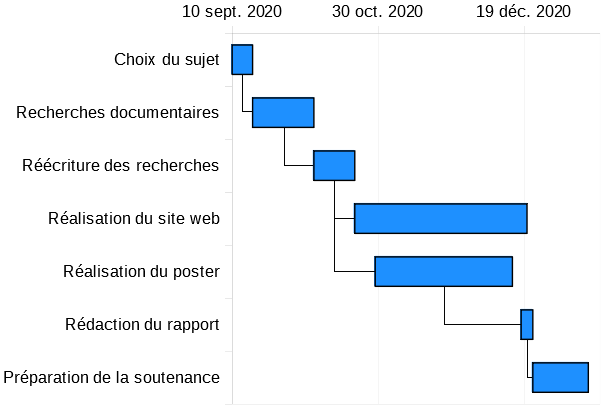 10 sept. 2020 30 oct. 2020 19 déc. 2020
Choix du sujet
Recherches documentaires
Réécriture des recherches
Réalisation du site web
Réalisation du poster
Rédaction du rapport
Préparation de la soutenance